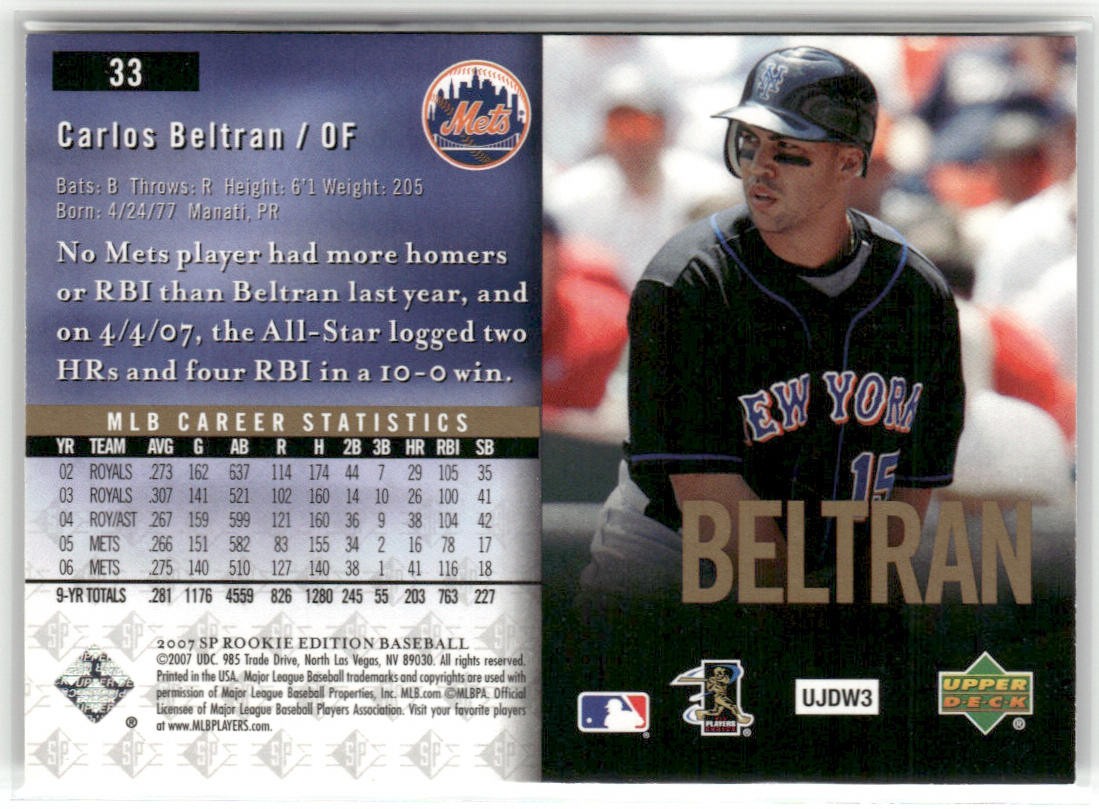 33
Mets
Carlos Beltran / OF
Bats: B Throws: R Height: 6'1 Weight: 205
Born: 4/24/77 Manati, PR
No Mets player had more homers
or RBI than Beltran last year, and
on 4/4/07, the All-Star logged two
HRs and four RBI in a 10-0 win.
MLB CAREER STATISTICS
YR TEAM AVG G AB R H 2B 3B HR RBI SB
02 ROYALS .273 162 637 114 174 44 7 29 105 35
03 ROYALS .307 141 521 102 160 14 10 26 100 41
04 ROY/AST .267 159 599 121 160 36 9 38 104 42
05 METS .266 151 582 83 155 34 2 16 78 17
06 METS .275 140 510 127 140 38 1 41 116 18
9-YR TOTALS .281 1176 4559 826 1280 245 55 203 763 227
2007 SP ROOKIE EDITION BASEBALL
©2007 UDC. 985 Trade Drive, North Las Vegas, NV 89030. All rights reserved.
Printed in the USA. Major League Baseball trademarks and copyrights are used with
permission of Major League Baseball Properties, Inc. MLB.com ©MLBPA. Official
Licensee of Major League Baseball Players Association. Visit your favorite players
at www.MLBPLAYERS.com.
®
NY
EW YORK
15
BELTRAN
®
PLAYERS
CHOICE
®
UJDW3
UPPER
DECK
®